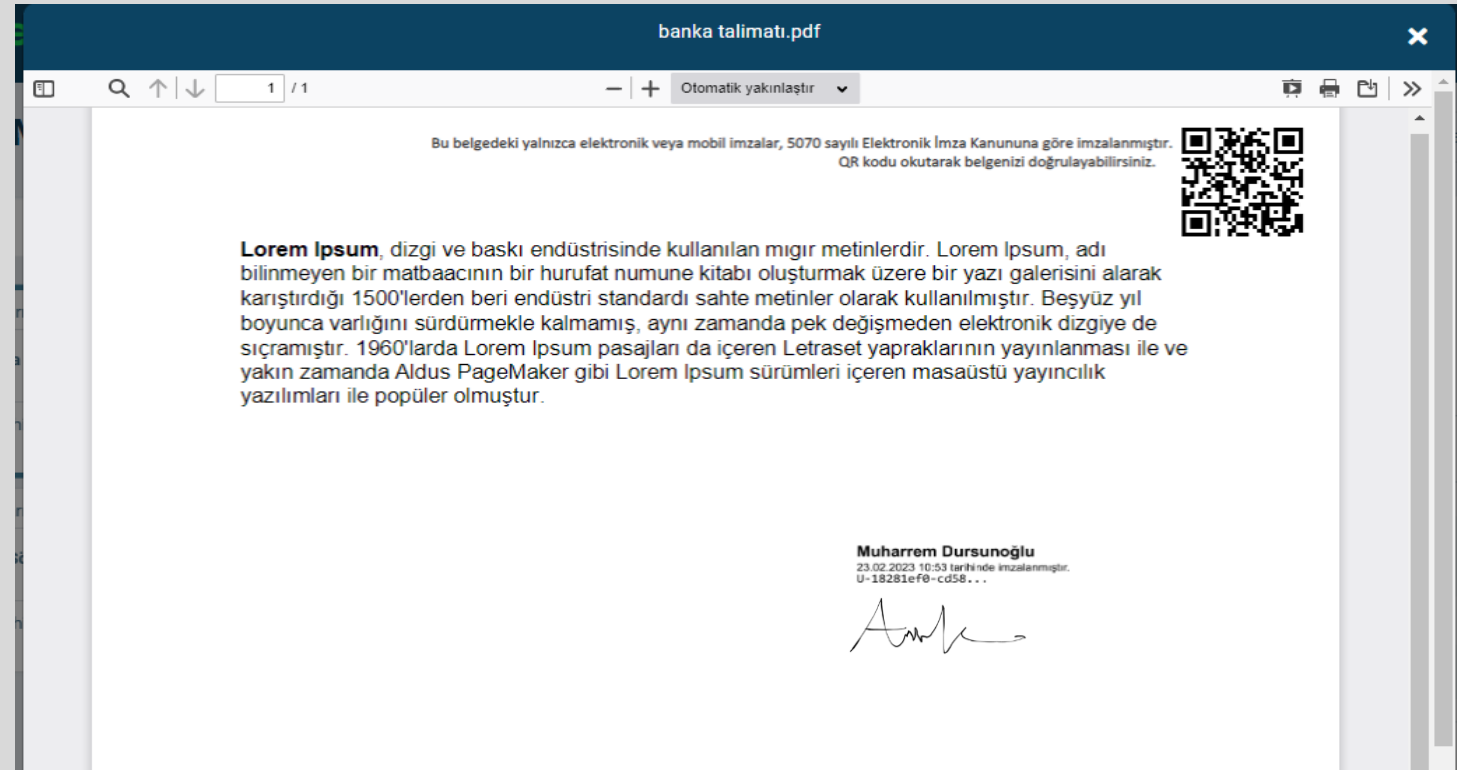 banka talimatı.pdf
1 / 1
Otomatik yakınlaştır
Bu belgedeki yalnızca elektronik veya mobil imzalar, 5070 sayılı Elektronik İmza Kanununa göre imzalanmıştır.
QR kodu okutarak belgenizi doğrulayabilirsiniz.
Lorem Ipsum, dizgi ve baskı endüstrisinde kullanılan mıgır metinlerdir. Lorem Ipsum, adı
bilinmeyen bir matbaacının bir hurufat numune kitabı oluşturmak üzere bir yazı galerisini alarak
karıştırdığı 1500'lerden beri endüstri standardı sahte metinler olarak kullanılmıştır. Beşyüz yıl
boyunca varlığını sürdürmekle kalmamış, aynı zamanda pek değişmeden elektronik dizgiye de
sıçramıştır. 1960'larda Lorem Ipsum pasajları da içeren Letraset yapraklarının yayınlanması ile ve
yakın zamanda Aldus PageMaker gibi Lorem Ipsum sürümleri içeren masaüstü yayıncılık
yazılımları ile popüler olmuştur.
Muharrem Dursunoğlu
23.02.2023 10:53 tarihinde imzalanmıştır.
U-18281ef0-cd58...